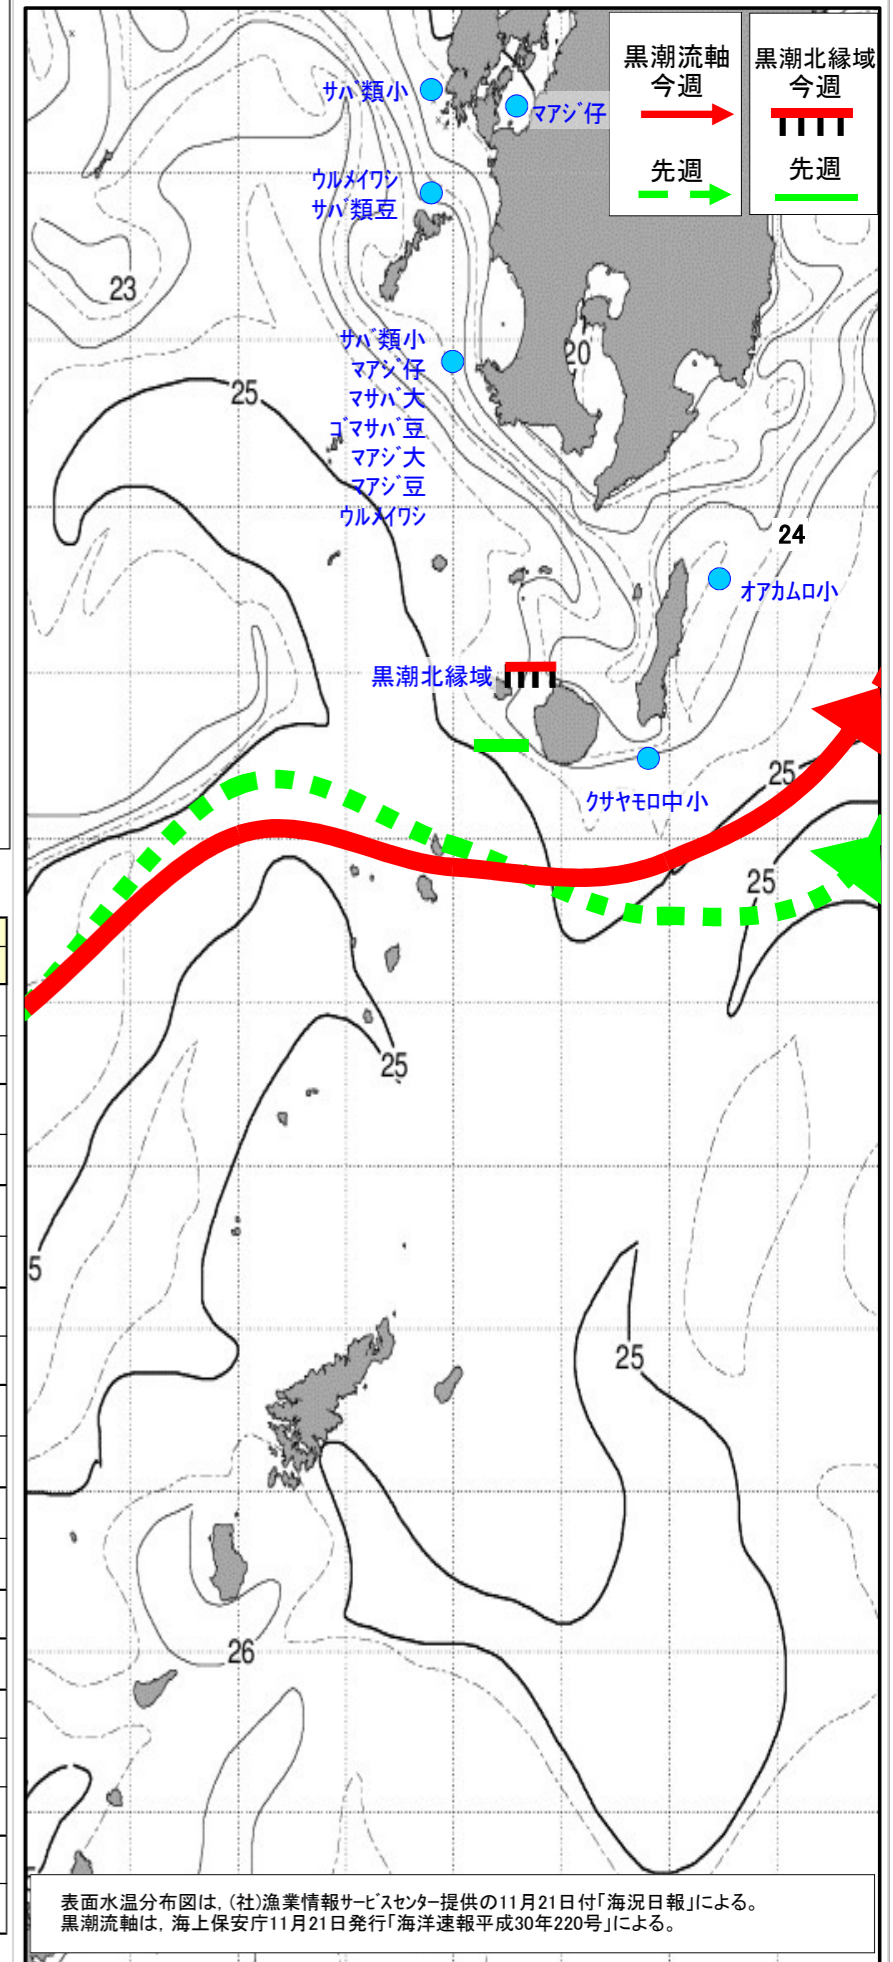 黒潮流軸
今週
先週
黒潮北縁域
今週
先週
サバ類小
マアジ仔
ウルメイワシ
サバ類豆
23
20
サバ類小
マアジ仔
マサバ大
ゴマサバ豆
マアジ大
マアジ豆
ウルメイワシ
25
24
オアカムロ小
黒潮北縁域
25
クサヤモロ中小
25
25
5
25
26
表面水温分布図は，(社)漁業情報サービスセンター提供の11月21日付「海況日報」による。
黒潮流軸は，海上保安庁11月21日発行「海洋速報平成30年220号」による。